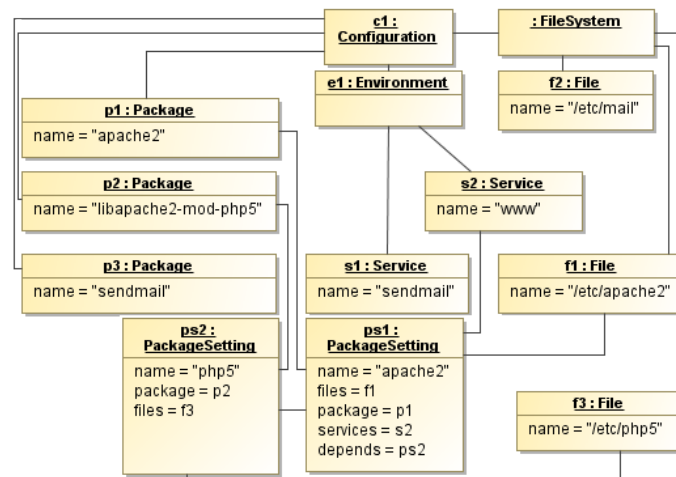 c1 :
Configuration
: FileSystem
e1 : Environment
f2 : File
name = "/etc/mail"
p1 : Package
name = "apache2"
p2 : Package
name = "libapache2-mod-php5"
s2 : Service
name = "www"
p3 : Package
name = "sendmail"
s1 : Service
name = "sendmail"
f1 : File
name = "/etc/apache2"
ps2 :
PackageSetting
name = "php5"
package = p2
files = f3
ps1 :
PackageSetting
name = "apache2"
files = f1
package = p1
services = s2
depends = ps2
f3 : File
name = "/etc/php5"